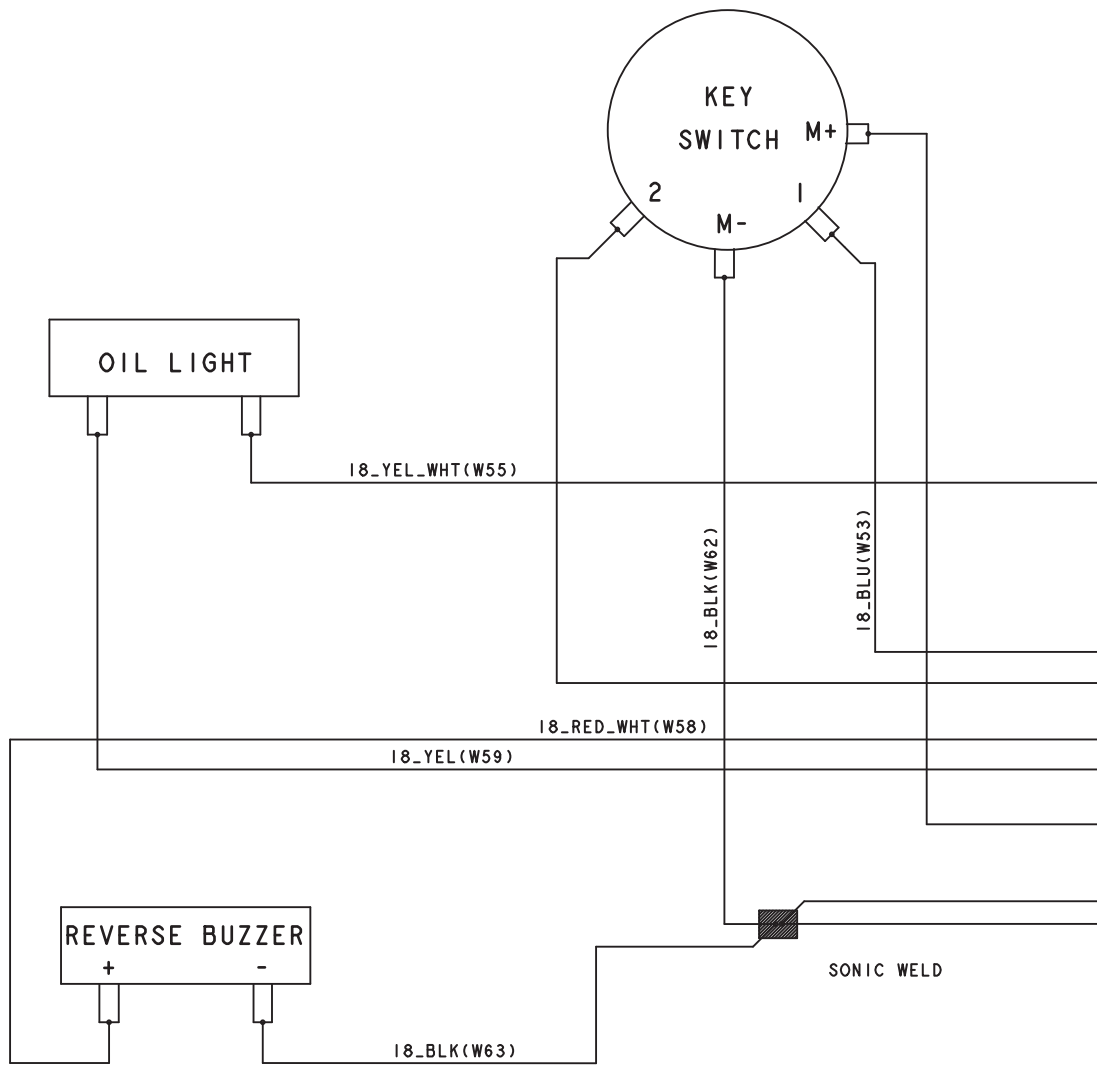 KEY
SWITCH
M+
2
1
M-
OIL LIGHT
18_YEL_WHT(W55)
18_BLK(W62)
18_BLU(W53)
18_RED_WHT(W58)
18_YEL(W59)
REVERSE BUZZER
+ -
SONIC WELD
18_BLK(W63)